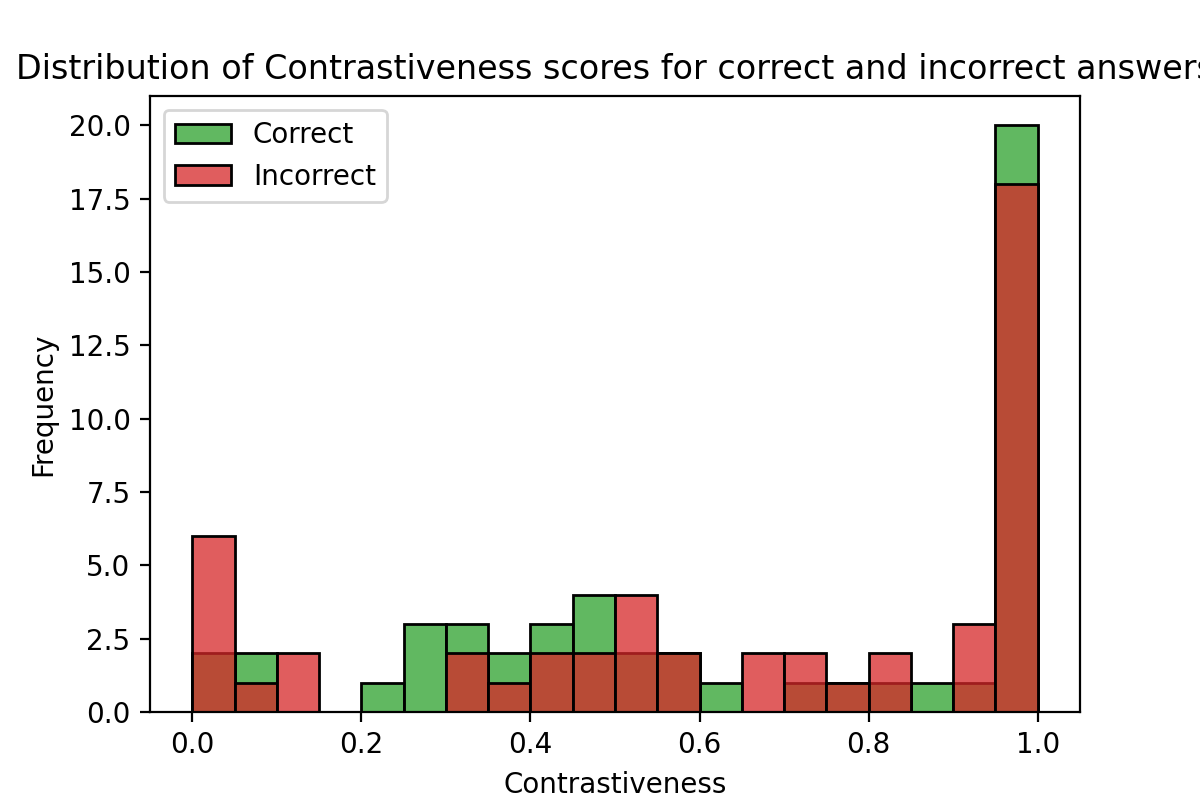 Distribution of Contrastiveness scores for correct and incorrect answers
Correct
Incorrect
20.0
17.5
15.0
12.5
10.0
7.5
5.0
2.5
0.0
Frequency
0.0 0.2 0.4 0.6 0.8 1.0
Contrastiveness